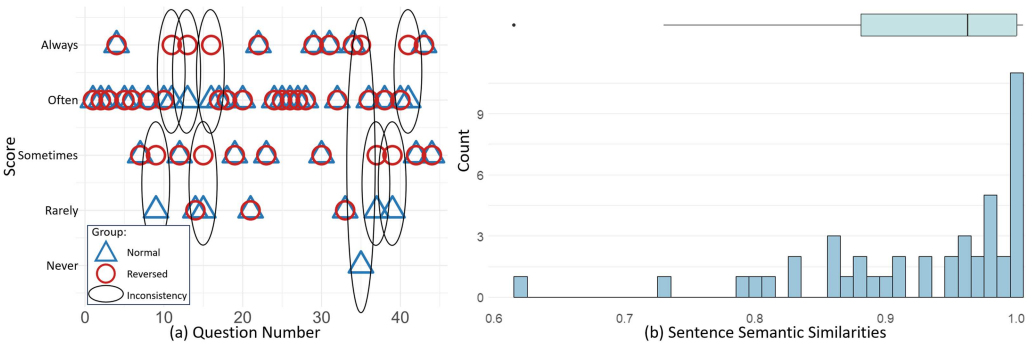 Score
Always
Often
Sometimes
Rarely
Never
Group:
Normal
Reversed
Inconsistency
0 10 20 30 40
(a) Question Number
Count
9
6
3
0
0.6 0.7 0.8 0.9 1.0
(b) Sentence Semantic Similarities